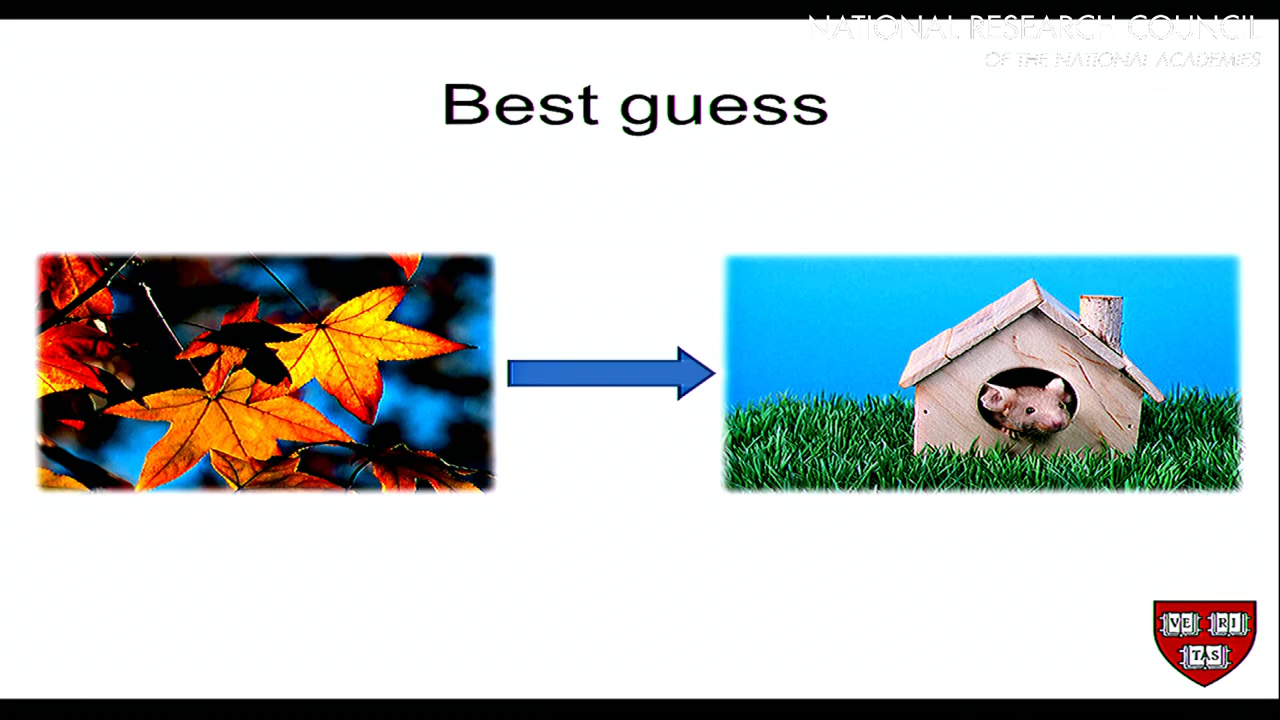 NATIONAL RESEARCH COUNCIL
OF THE NATIONAL ACADEMIES
Best guess
VE RI
TAS